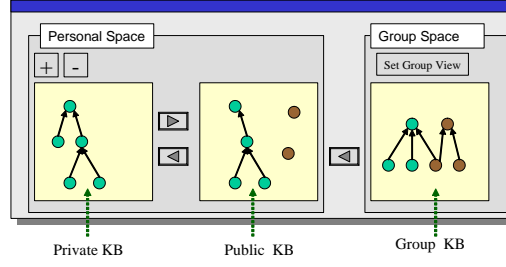 Personal Space
Group Space
+ -
Set Group View
Private KB
Public KB
Group KB